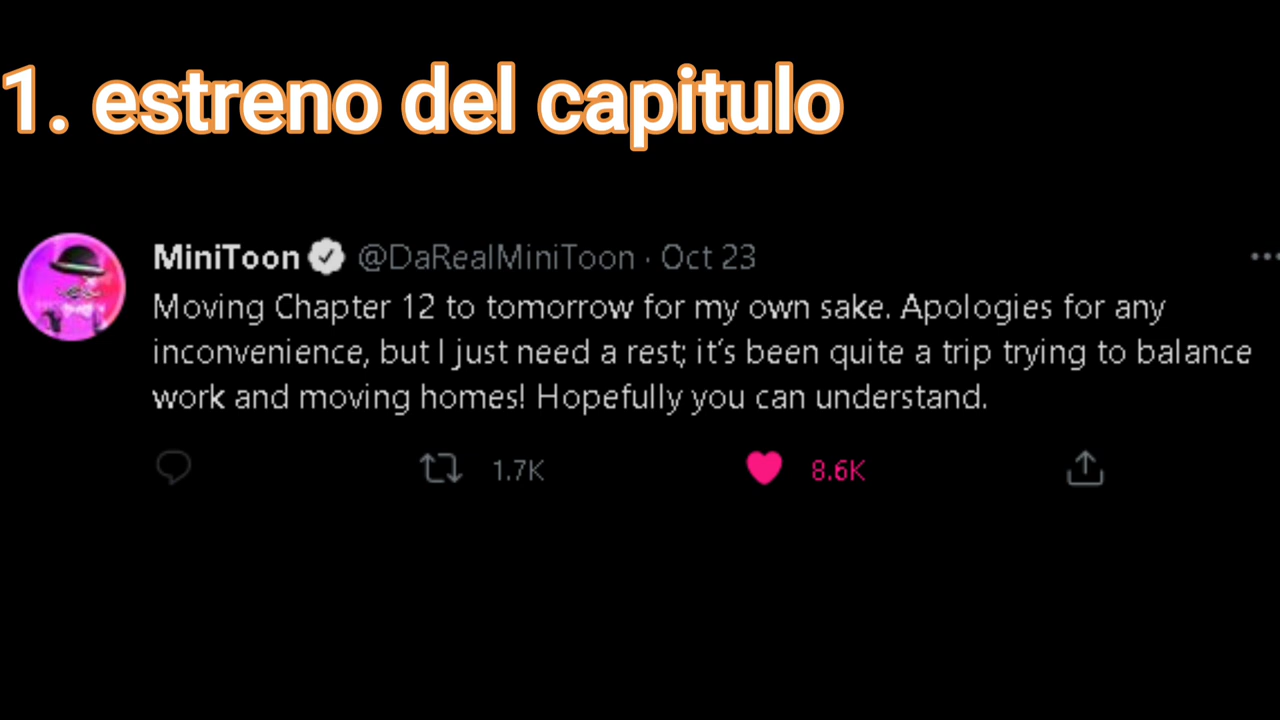 1. estreno del capitulo
MiniToon @DaRealMiniToon · Oct 23
Moving Chapter 12 to tomorrow for my own sake. Apologies for any
inconvenience, but I just need a rest; it's been quite a trip trying to balance
work and moving homes! Hopefully you can understand.
1.7K 8.6K